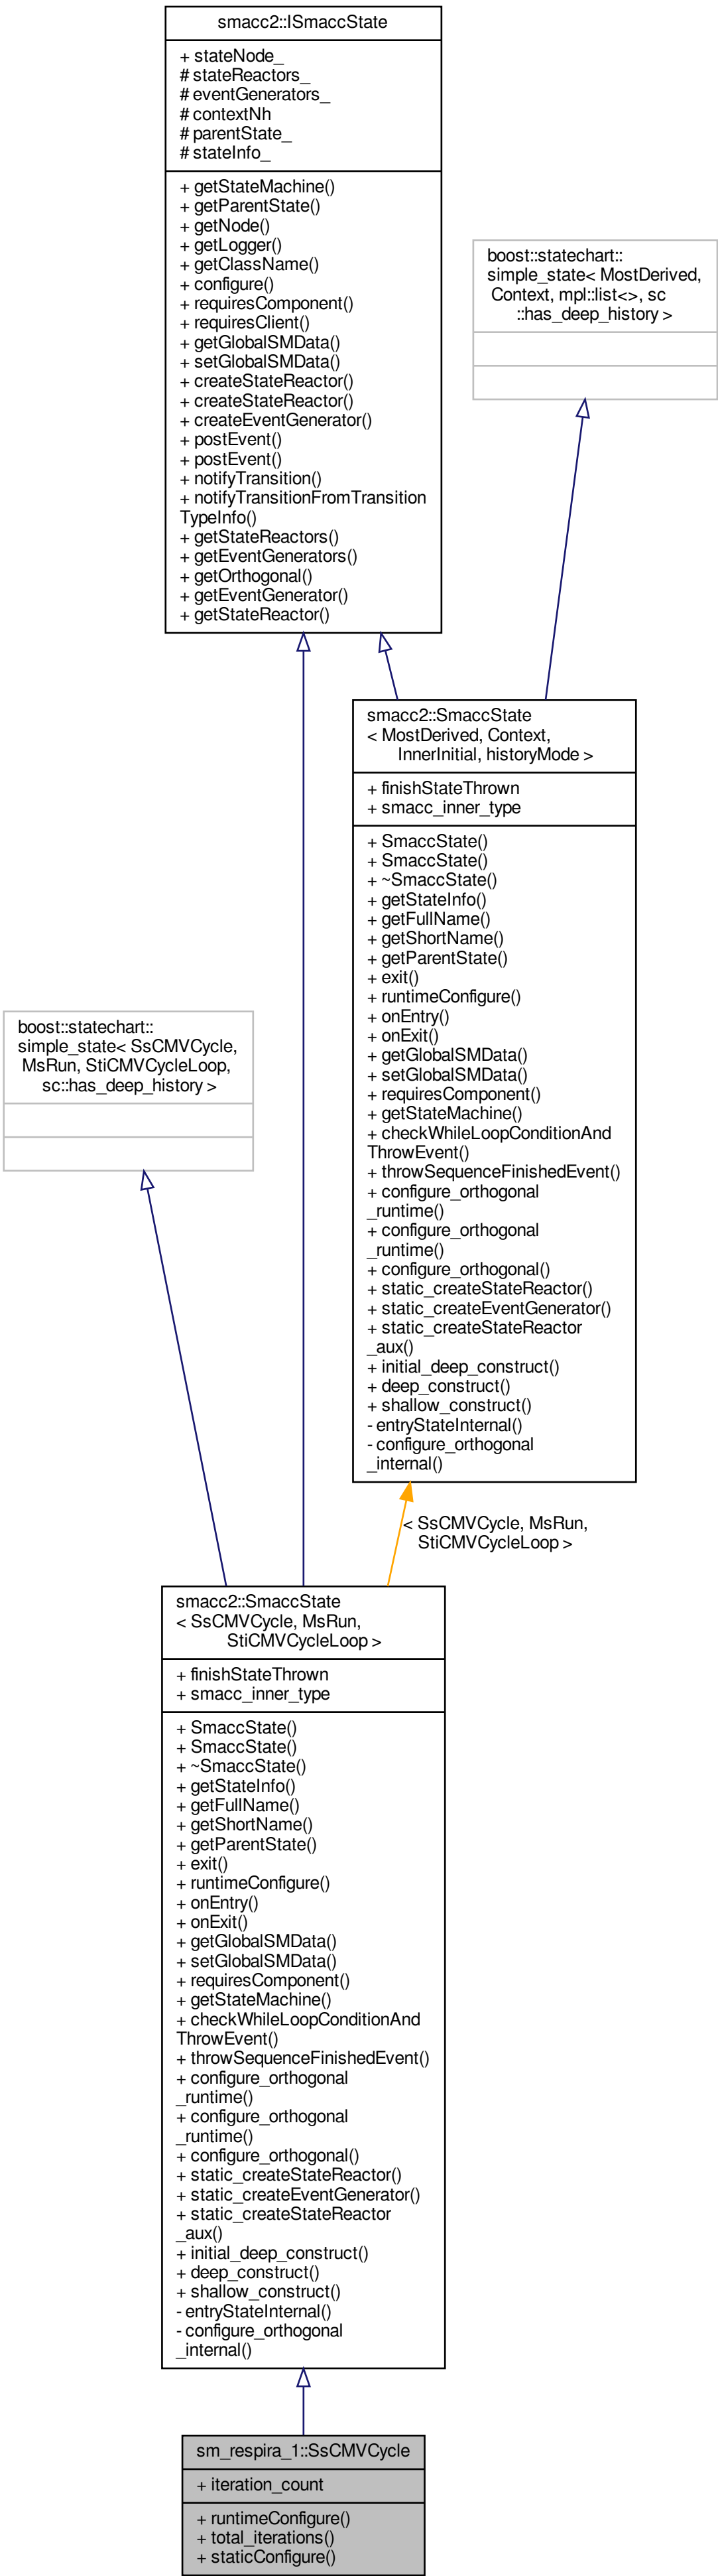 smacc2::ISmaccState
+ stateNode_
# stateReactors_
# eventGenerators_
# contextNh
# parentState_
# stateInfo_
+ getStateMachine()
+ getParentState()
+ getNode()
+ getLogger()
+ getClassName()
+ configure()
+ requiresComponent()
+ requiresClient()
+ getGlobalSMData()
+ setGlobalSMData()
+ createStateReactor()
+ createStateReactor()
+ createEventGenerator()
+ postEvent()
+ postEvent()
+ notifyTransition()
+ notifyTransitionFromTransition
TypeInfo()
+ getStateReactors()
+ getEventGenerators()
+ getOrthogonal()
+ getEventGenerator()
+ getStateReactor()
boost::statechart::
simple_state< MostDerived,
Context, mpl::list<>, sc
::has_deep_history >
smacc2::SmaccState
< MostDerived, Context,
InnerInitial, historyMode >
+ finishStateThrown
+ smacc_inner_type
+ SmaccState()
+ SmaccState()
+ ~SmaccState()
+ getStateInfo()
+ getFullName()
+ getShortName()
+ getParentState()
+ exit()
+ runtimeConfigure()
+ onEntry()
+ onExit()
+ getGlobalSMData()
+ setGlobalSMData()
+ requiresComponent()
+ getStateMachine()
+ checkWhileLoopConditionAnd
ThrowEvent()
+ throwSequenceFinishedEvent()
+ configure_orthogonal
_runtime()
+ configure_orthogonal
_runtime()
+ configure_orthogonal()
+ static_createStateReactor()
+ static_createEventGenerator()
+ static_createStateReactor
_aux()
+ initial_deep_construct()
+ deep_construct()
+ shallow_construct()
- entryStateInternal()
- configure_orthogonal
_internal()
boost::statechart::
simple_state< SsCMVCycle,
MsRun, StiCMVCycleLoop,
sc::has_deep_history >
< SsCMVCycle, MsRun,
StiCMVCycleLoop >
smacc2::SmaccState
< SsCMVCycle, MsRun,
StiCMVCycleLoop >
+ finishStateThrown
+ smacc_inner_type
+ SmaccState()
+ SmaccState()
+ ~SmaccState()
+ getStateInfo()
+ getFullName()
+ getShortName()
+ getParentState()
+ exit()
+ runtimeConfigure()
+ onEntry()
+ onExit()
+ getGlobalSMData()
+ setGlobalSMData()
+ requiresComponent()
+ getStateMachine()
+ checkWhileLoopConditionAnd
ThrowEvent()
+ throwSequenceFinishedEvent()
+ configure_orthogonal
_runtime()
+ configure_orthogonal
_runtime()
+ configure_orthogonal()
+ static_createStateReactor()
+ static_createEventGenerator()
+ static_createStateReactor
_aux()
+ initial_deep_construct()
+ deep_construct()
+ shallow_construct()
- entryStateInternal()
- configure_orthogonal
_internal()
sm_respira_1::SsCMVCycle
+ iteration_count
+ runtimeConfigure()
+ total_iterations()
+ staticConfigure()